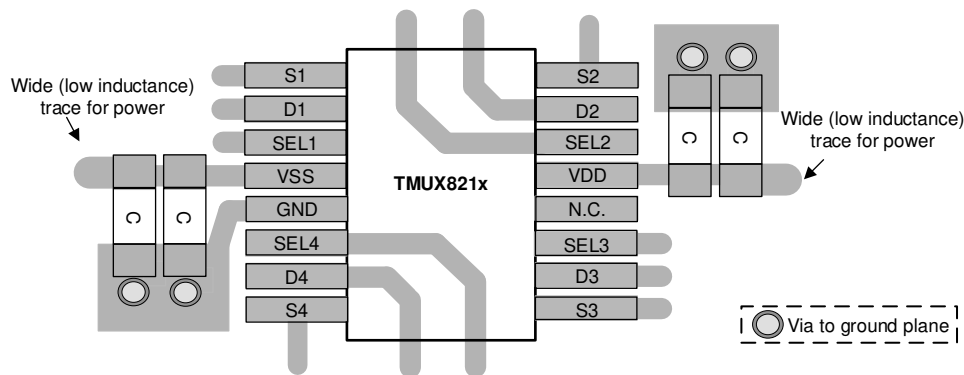 Wide (low inductance)
trace for power
S1
D1
SEL1
VSS
GND
SEL4
D4
S4
C
C
TMUX821x
S2
D2
SEL2
VDD
N.C.
SEL3
D3
S3
C
C
Wide (low inductance)
trace for power
Via to ground plane